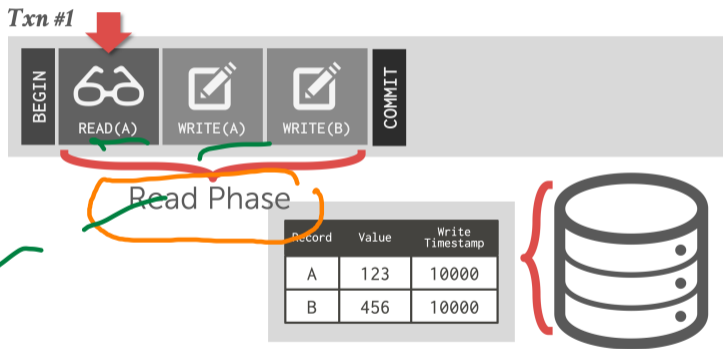 Txn #1
BEGIN
READ(A)
WRITE(A)
WRITE(B)
COMMIT
Read Phase
Record Value Write Timestamp
A 123 10000
B 456 10000